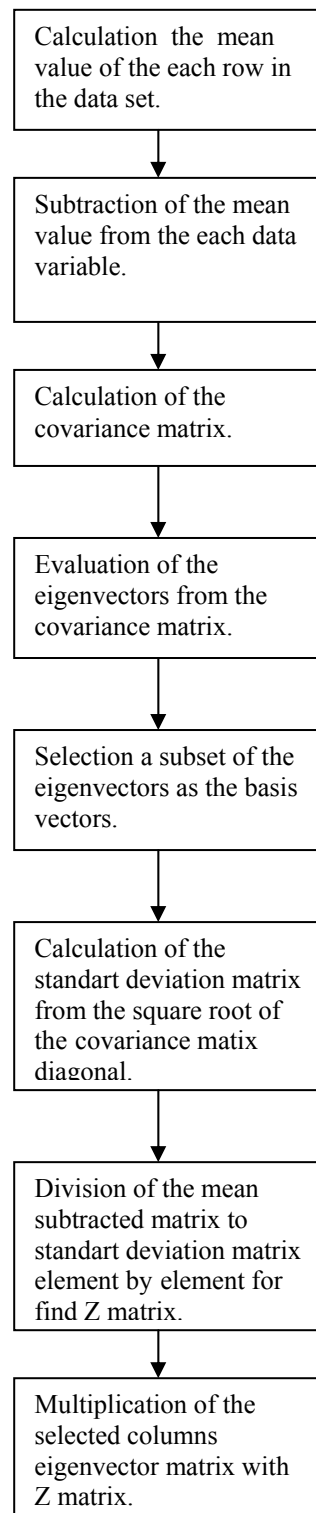 Calculation the mean
value of the each row in
the data set.
Subtraction of the mean
value from the each data
variable.
Calculation of the
covariance matrix.
Evaluation of the
eigenvectors from the
covariance matrix.
Selection a subset of the
eigenvectors as the basis
vectors.
Calculation of the
standart deviation matrix
from the square root of
the covariance matix
diagonal.
Division of the mean
subtracted matrix to
standart deviation matrix
element by element for
find Z matrix.
Multiplication of the
selected columns
eigenvector matrix with
Z matrix.